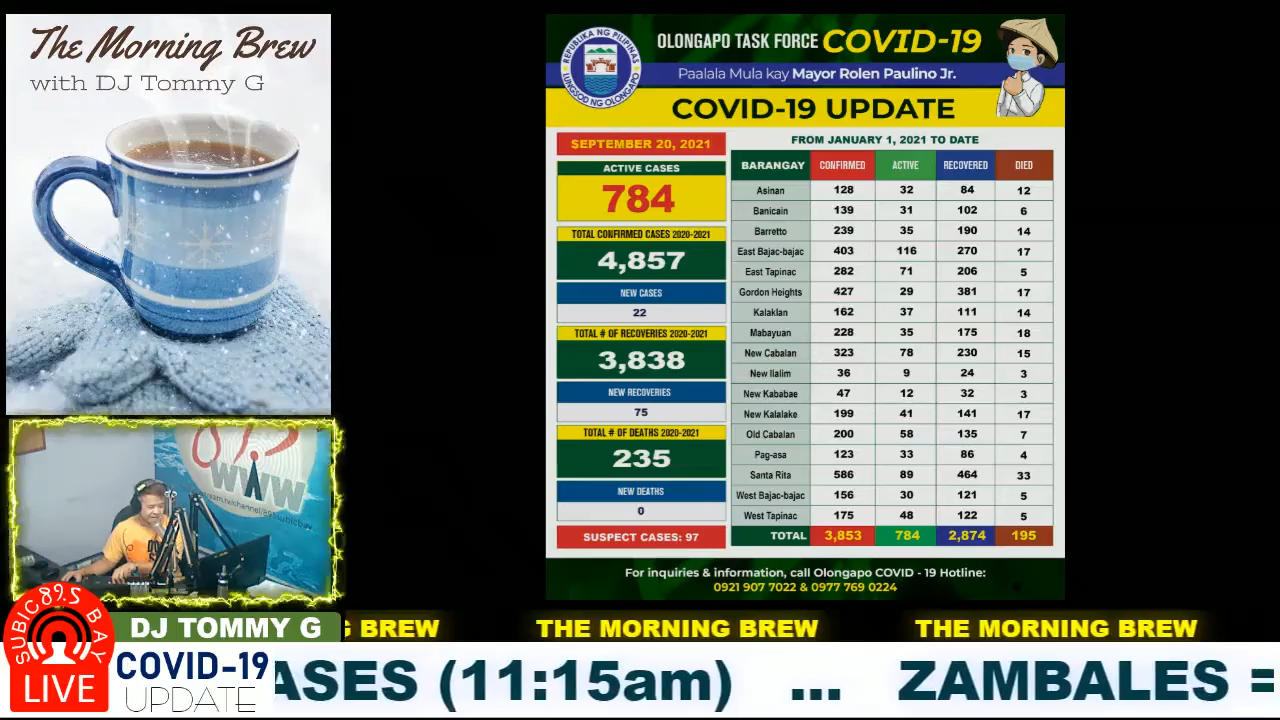 The Morning Brew
with DJ Tommy G
REPUBLIKA NG PILIPINAS
LUNGSOD NG OLONGAPO
OLONGAPO TASK FORCE COVID-19
Paalala Mula kay Mayor Rolen Paulino Jr.
COVID-19 UPDATE
SEPTEMBER 20, 2021
ACTIVE CASES
784
TOTAL CONFIRMED CASES 2020-2021
4,857
NEW CASES
22
TOTAL # OF RECOVERIES 2020-2021
3,838
NEW RECOVERIES
75
TOTAL # OF DEATHS 2020-2021
235
NEW DEATHS
0
SUSPECT CASES: 97
FROM JANUARY 1, 2021 TO DATE
BARANGAY CONFIRMED ACTIVE RECOVERED DIED
Asinan 128 32 84 12
Banicain 139 31 102 6
Barretto 239 35 190 14
East Bajac-bajac 403 116 270 17
East Tapinac 282 71 206 5
Gordon Heights 427 29 381 17
Kalaklan 162 37 111 14
Mabayuan 228 35 175 18
New Cabalan 323 78 230 15
New Ilalim 36 9 24 3
New Kababae 47 12 32 3
New Kalalake 199 41 141 17
Old Cabalan 200 58 135 7
Pag-asa 123 33 86 4
Santa Rita 586 89 464 33
West Bajac-bajac 156 30 121 5
West Tapinac 175 48 122 5
TOTAL 3,853 784 2,874 195
For inquiries & information, call Olongapo COVID - 19 Hotline:
0921 907 7022 & 0977 769 0224
WWW
SUBIC 89.5 BAY
LIVE
DJ TOMMY G
G BREW THE MORNING BREW THE MORNING BREW
COVID-19
UPDATE
ASES (11:15am) ... ZAMBALES =